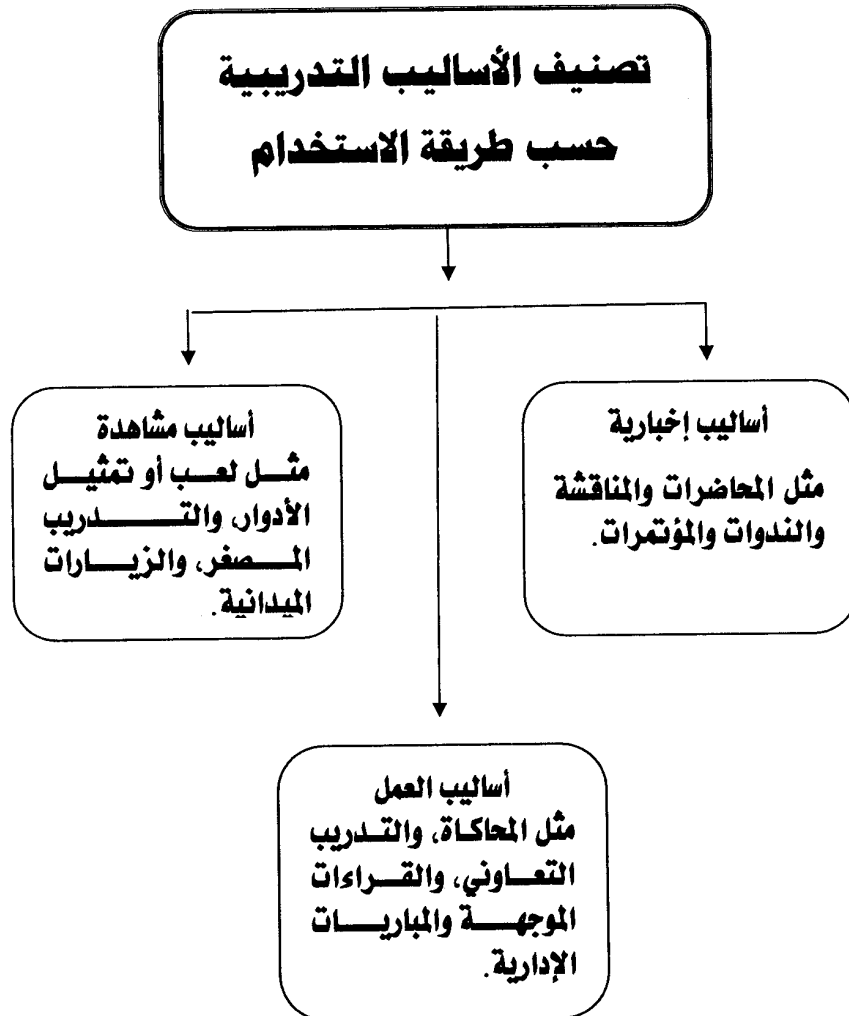 تصنيف الأساليب التدريبية
حسب طريقة الاستخدام
أساليب إخبارية
مثل المحاضرات والمناقشة
والندوات والمؤتمرات.
أساليب مشاهدة
مثل لعب أو تمثيل
الأدوار، والتدريب
المصغر، والزيارات
الميدانية.
أساليب العمل
مثل المحاكاة، والتدريب
التعاوني، والقراءات
الموجهة والمباريات
الإدارية.